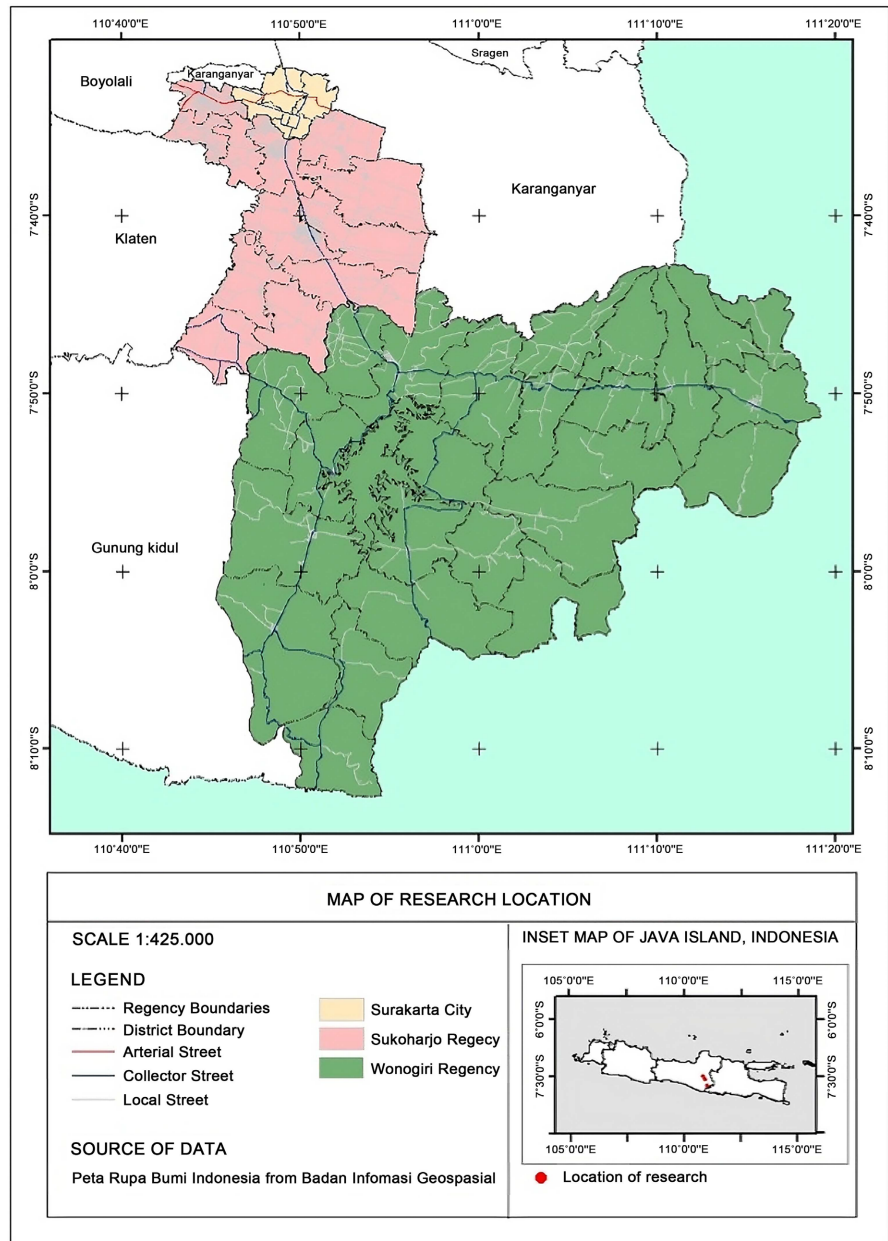 110°40'0"E 110°50'0"E 111°0'0"E 111°10'0"E 111°20'0"E
Sragen
Karanganyar
Boyolali
Karanganyar
7°40'0"S 7°40'0"S
Klaten
7°50'0"S 7°50'0"S
Gunung kidul
8°0'0"S 8°0'0"S
8°10'0"S 8°10'0"S
110°40'0"E 110°50'0"E 111°0'0"E 111°10'0"E 111°20'0"E
MAP OF RESEARCH LOCATION
SCALE 1:425.000
LEGEND
Regency Boundaries
District Boundary
Arterial Street
Collector Street
Local Street
Surakarta City
Sukoharjo Regecy
Wonogiri Regency
SOURCE OF DATA
Peta Rupa Bumi Indonesia from Badan Infomasi Geospasial
INSET MAP OF JAVA ISLAND, INDONESIA
105°0'0"E 110°0'0"E 115°0'0"E
6°0'0"S 6°0'0"S
7°30'0"S 7°30'0"S
105°0'0"E 110°0'0"E 115°0'0"E
Location of research